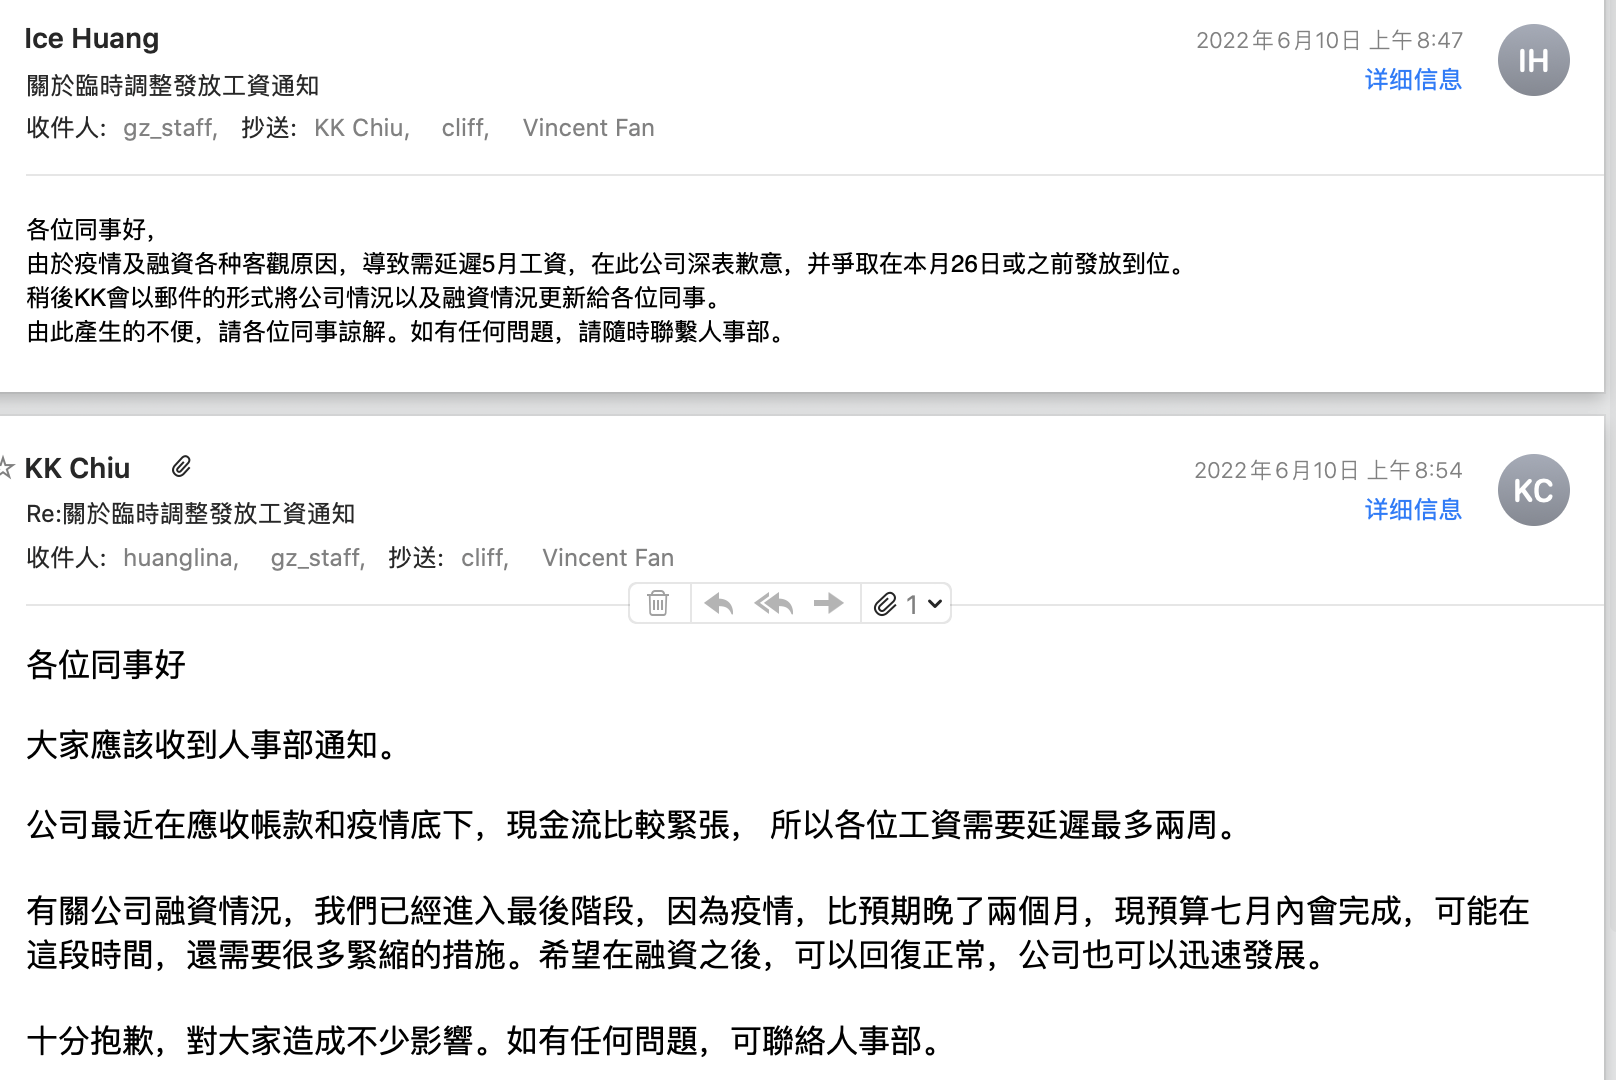 Ice Huang
2022年6月10日 上午8:47
IH
關於臨時調整發放工資通知
详细信息
收件人: gz_staff, 抄送: KK Chiu, cliff, Vincent Fan
各位同事好，
由於疫情及融資各种客觀原因，導致需延遲5月工資，在此公司深表歉意，并爭取在本月26日或之前發放到位。
稍後KK會以郵件的形式將公司情況以及融資情況更新給各位同事。
由此產生的不便，請各位同事諒解。如有任何問題，請隨時聯繫人事部。
KK Chiu
2022年6月10日 上午8:54
KC
Re:關於臨時調整發放工資通知
详细信息
收件人: huanglina, gz_staff, 抄送: cliff, Vincent Fan
1
各位同事好
大家應該收到人事部通知。
公司最近在應收帳款和疫情底下，現金流比較緊張， 所以各位工資需要延遲最多兩周。
有關公司融資情況，我們已經進入最後階段，因為疫情，比預期晚了兩個月，現預算七月內會完成，可能在
這段時間，還需要很多緊縮的措施。希望在融資之後，可以回復正常，公司也可以迅速發展。
十分抱歉，對大家造成不少影響。如有任何問題，可聯絡人事部。